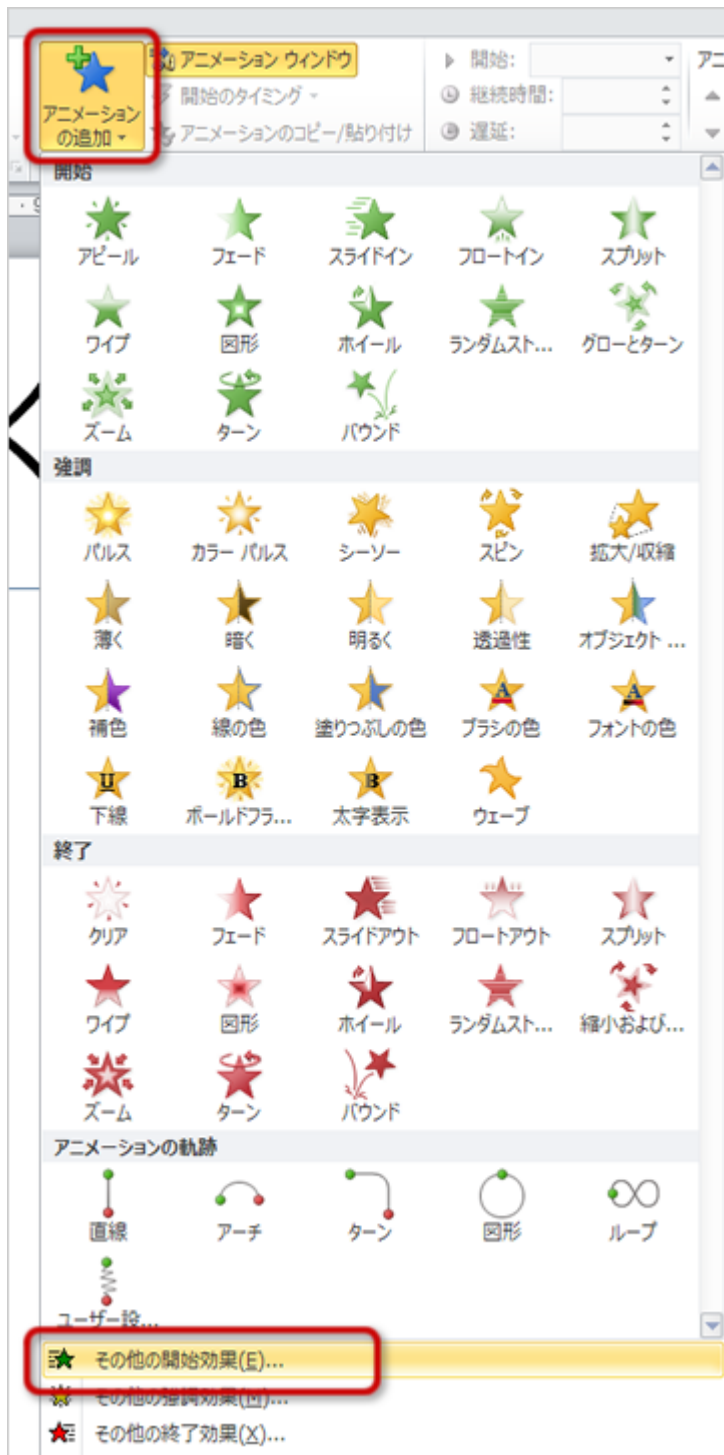 アニメーション
の追加
アニメーション ウィンドウ
開始のタイミング
アニメーションのコピー/貼り付け
開始:
継続時間:
遅延:
アニ
開始
アピール フェード スライドイン フロートイン スプリット
ワイプ 図形 ホイール ランダムスト... グローとターン
ズーム ターン バウンド
強調
パルス カラー パルス シーソー スピン 拡大/収縮
薄く 暗く 明るく 透過性 オブジェクト ...
補色 線の色 塗りつぶしの色 ブラシの色 フォントの色
下線 ボールドフラ... 太字表示 ウェーブ
終了
クリア フェード スライドアウト フロートアウト スプリット
ワイプ 図形 ホイール ランダムスト... 縮小および...
ズーム ターン バウンド
アニメーションの軌跡
直線 アーチ ターン 図形 ループ
ユーザー設...
その他の開始効果(E)...
その他の強調効果(M)...
その他の終了効果(X)...